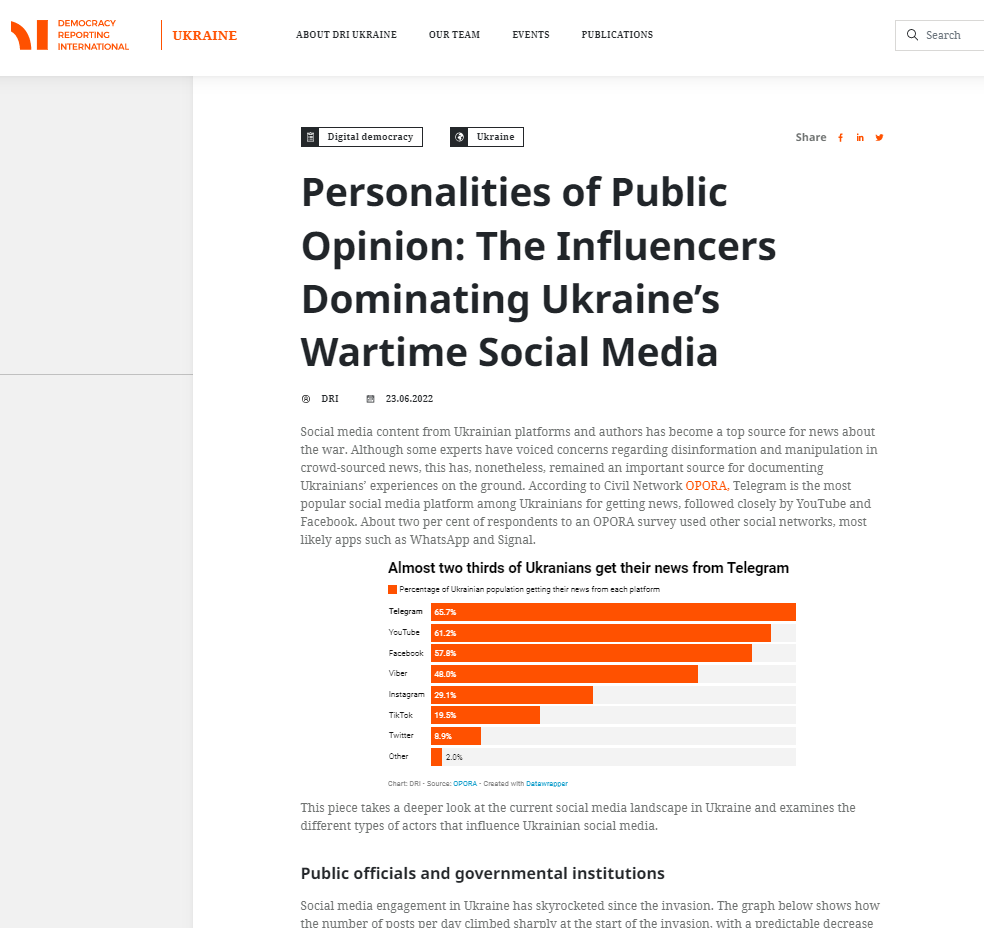 DEMOCRACY
REPORTING
INTERNATIONAL
UKRAINE
ABOUT DRI UKRAINE
OUR TEAM
EVENTS
PUBLICATIONS
Search
Digital democracy
Ukraine
Share
Personalities of Public
Opinion: The Influencers
Dominating Ukraine’s
Wartime Social Media
DRI
23.06.2022
Social media content from Ukrainian platforms and authors has become a top source for news about
the war. Although some experts have voiced concerns regarding disinformation and manipulation in
crowd-sourced news, this has, nonetheless, remained an important source for documenting
Ukrainians’ experiences on the ground. According to Civil Network OPORA, Telegram is the most
popular social media platform among Ukrainians for getting news, followed closely by YouTube and
Facebook. About two per cent of respondents to an OPORA survey used other social networks, most
likely apps such as WhatsApp and Signal.
Almost two thirds of Ukranians get their news from Telegram
Percentage of Ukrainian population getting their news from each platform
Telegram 65.7%
YouTube 61.2%
Facebook 57.8%
Viber 48.0%
Instagram 29.1%
TikTok 19.5%
Twitter 8.9%
Other 2.0%
Chart: DRI · Source: OPORA · Created with Datawrapper
This piece takes a deeper look at the current social media landscape in Ukraine and examines the
different types of actors that influence Ukrainian social media.
Public officials and governmental institutions
Social media engagement in Ukraine has skyrocketed since the invasion. The graph below shows how
the number of posts per day climbed sharply at the start of the invasion, with a predictable decrease